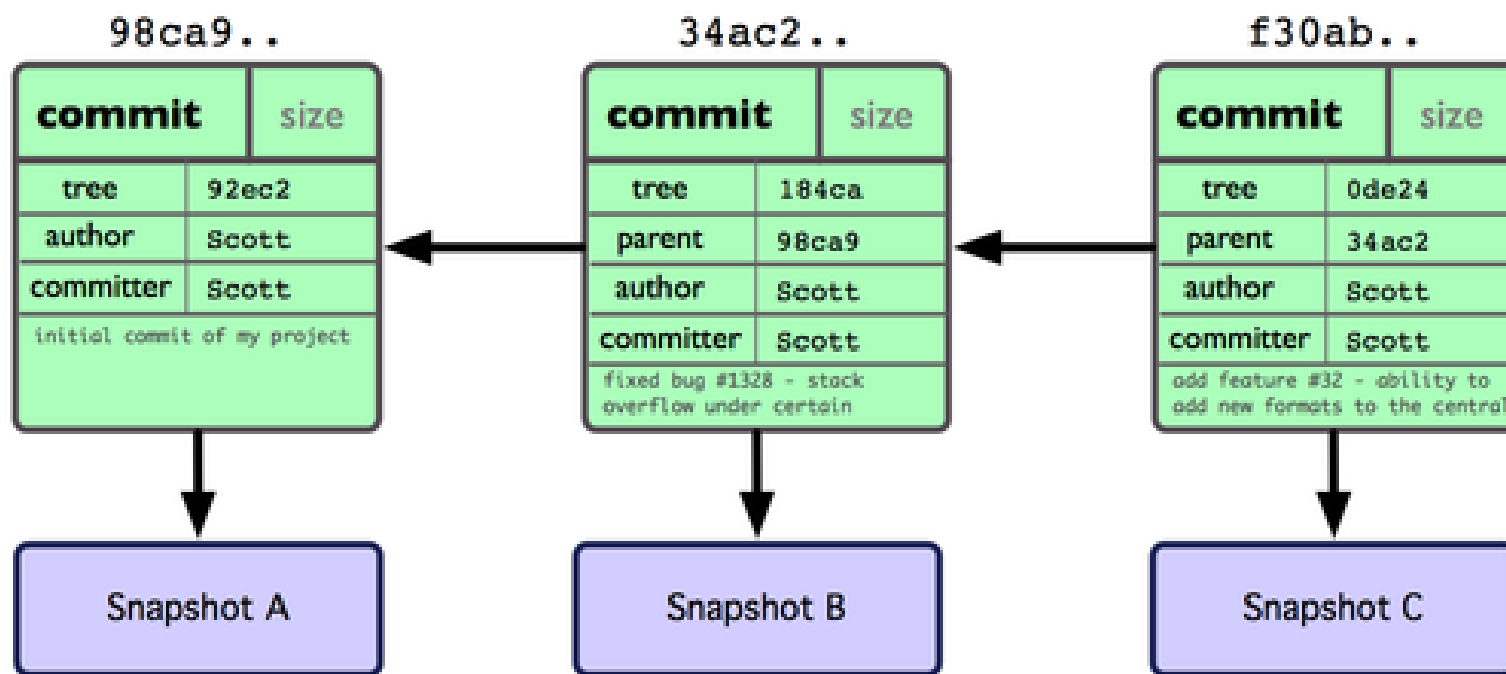 98ca9..
commit size
tree 92ec2
author Scott
committer Scott
initial commit of my project
Snapshot A
34ac2..
commit size
tree 184ca
parent 98ca9
author Scott
committer Scott
fixed bug #1328 - stack
overflow under certain
Snapshot B
f30ab..
commit size
tree 0de24
parent 34ac2
author Scott
committer Scott
add feature #32 - ability to
add new formats to the central
Snapshot C